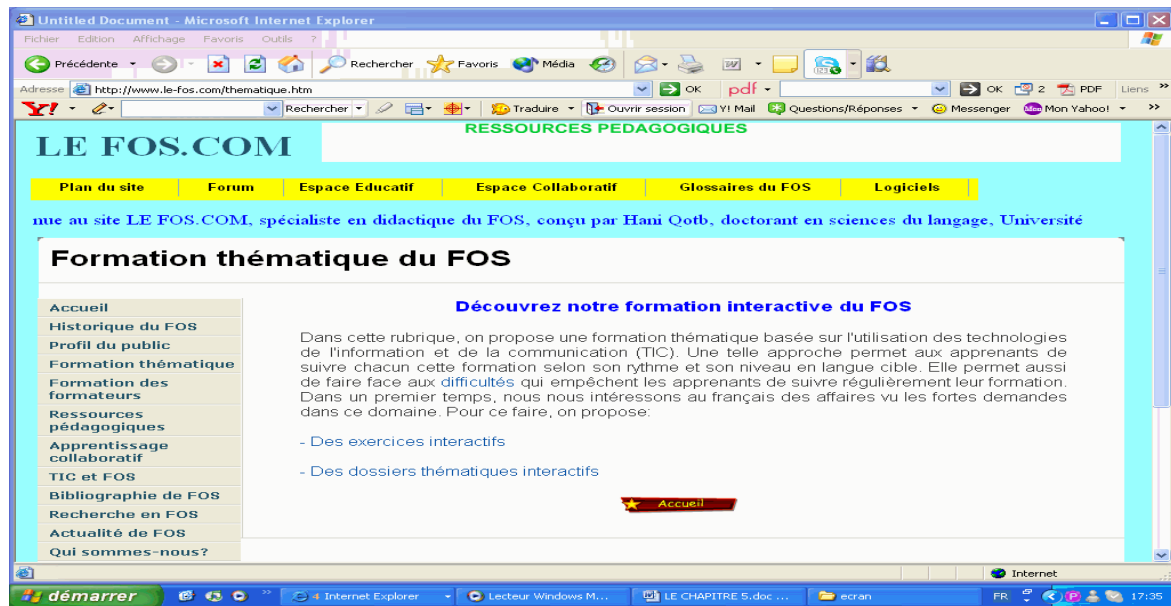 Untitled Document - Microsoft Internet Explorer
Fichier Edition Affichage Favoris Outils ?
Précédente Rechercher Favoris Média
Adresse http://www.le-fos.com/thematique.htm OK pdf OK 2 PDF Liens »
Y! Rechercher Traduire Ouvrir session Y! Mail Questions/Réponses Messenger Mon Yahoo! »
RESSOURCES PEDAGOGIQUES
LE FOS.COM
Plan du site Forum Espace Educatif Espace Collaboratif Glossaires du FOS Logiciels
nue au site LE FOS.COM, spécialiste en didactique du FOS, conçu par Hani Qotb, doctorant en sciences du langage, Université
Formation thématique du FOS
Accueil
Historique du FOS
Profil du public
Formation thématique
Formation des
formateurs
Ressources
pédagogiques
Apprentissage
collaboratif
TIC et FOS
Bibliographie de FOS
Recherche en FOS
Actualité de FOS
Qui sommes-nous?
Découvrez notre formation interactive du FOS
Dans cette rubrique, on propose une formation thématique basée sur l'utilisation des technologies
de l'information et de la communication (TIC). Une telle approche permet aux apprenants de
suivre chacun cette formation selon son rythme et son niveau en langue cible. Elle permet aussi
de faire face aux difficultés qui empêchent les apprenants de suivre régulièrement leur formation.
Dans un premier temps, nous nous intéressons au français des affaires vu les fortes demandes
dans ce domaine. Pour ce faire, on propose:
- Des exercices interactifs
- Des dossiers thématiques interactifs
Accueil
Internet
démarrer » 4 Internet Explorer Lecteur Windows M... LE CHAPITRE 5.doc ... ecran FR 17:35